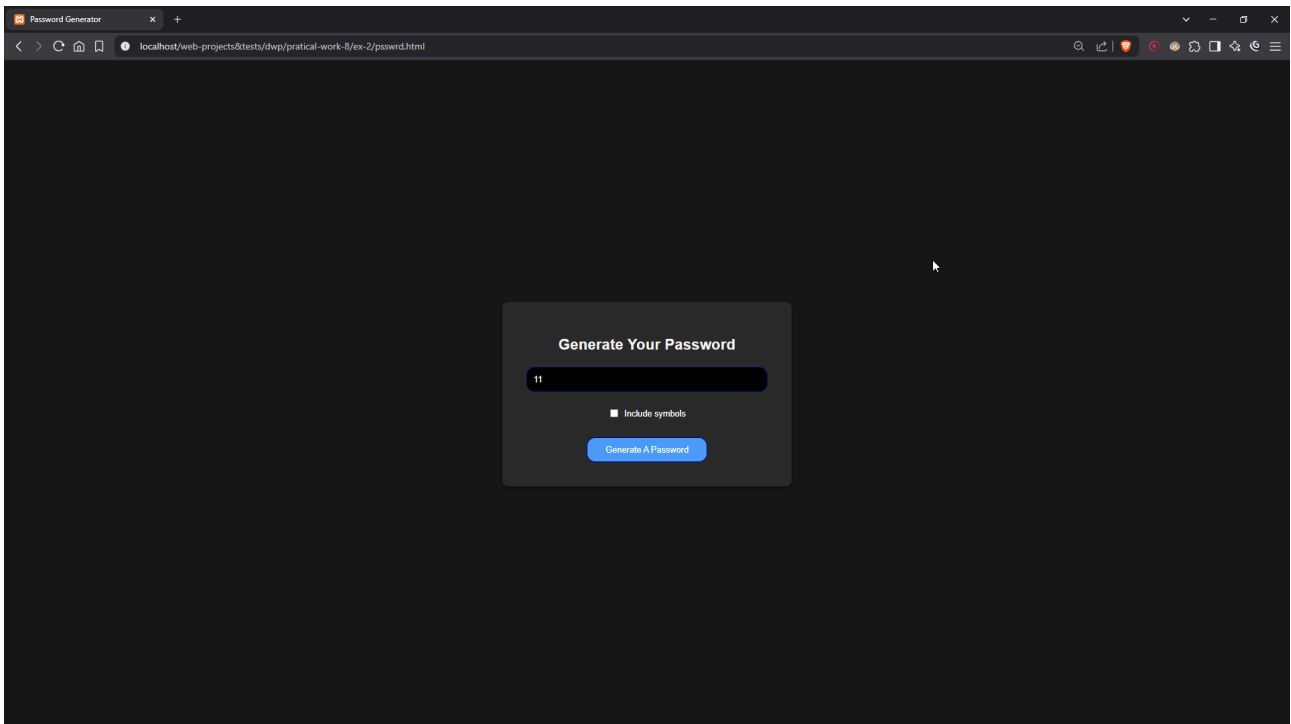 Password Generator
localhost/web-projects&tests/dwp/pratical-work-8/ex-2/psswrd.html
Generate Your Password
11
Include symbols
Generate A Password